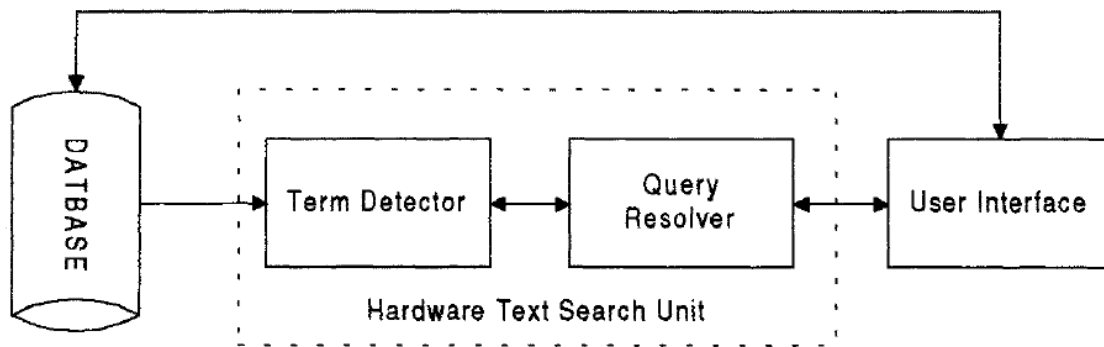 DATBASE
Term Detector
Query
Resolver
User Interface
Hardware Text Search Unit